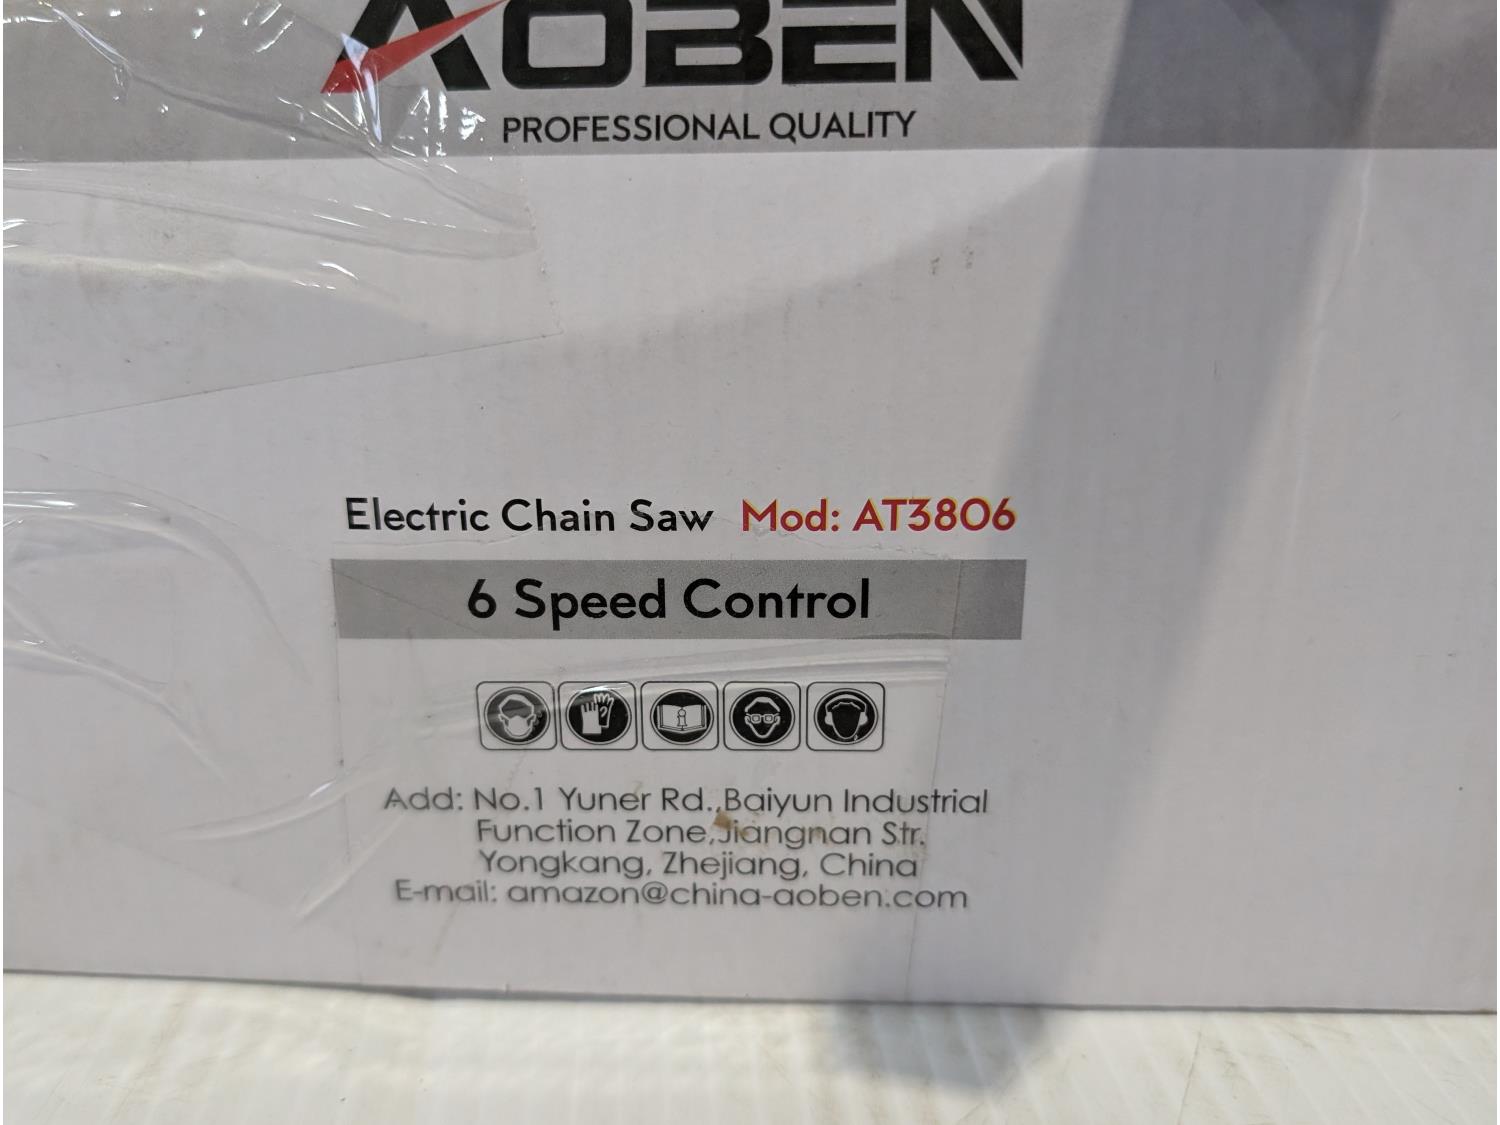 AOBEN
PROFESSIONAL QUALITY
Electric Chain Saw Mod: AT3806
6 Speed Control
Add: No.1 Yuner Rd.,Baiyun Industrial
Function Zone,Jiangnan Str.
Yongkang, Zhejiang, China
E-mail: amazon@china-aoben.com